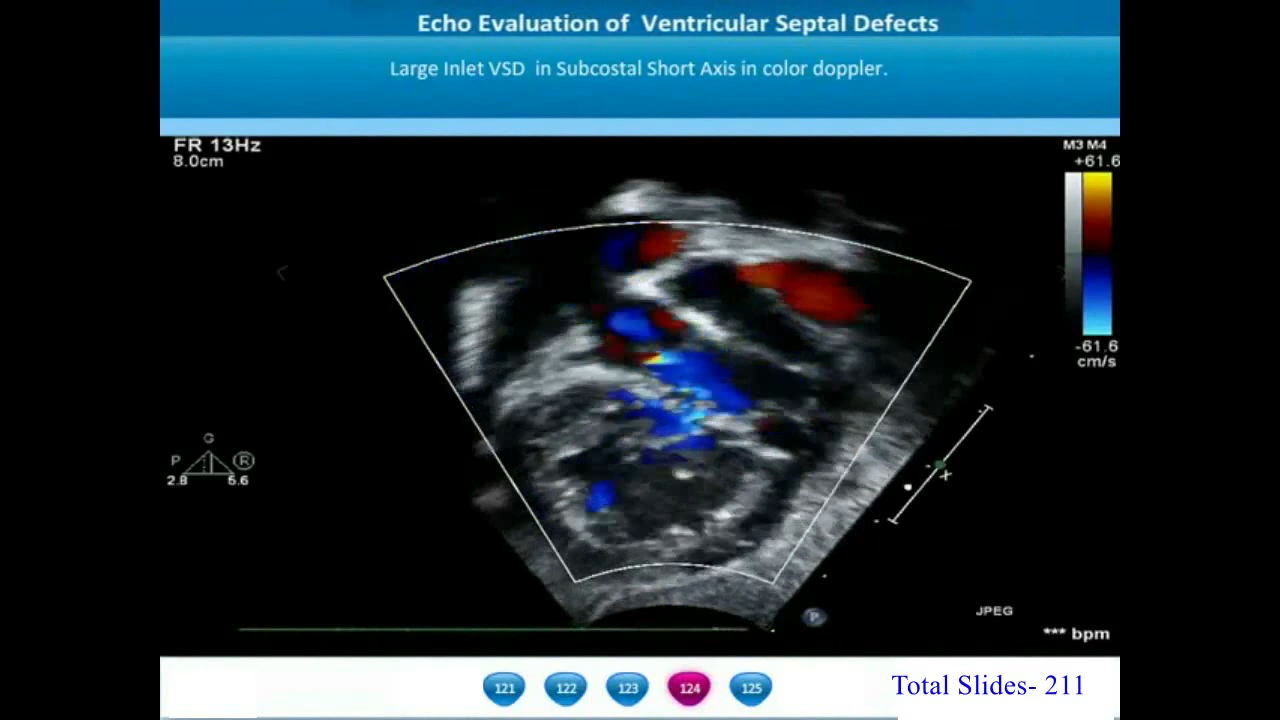 Echo Evaluation of Ventricular Septal Defects
Large Inlet VSD in Subcostal Short Axis in color doppler.
FR 13Hz
8.0cm
M3 M4
+61.6
-61.6
cm/s
G
P
R
2.8
5.6
x
P
JPEG
*** bpm
121
122
123
124
125
Total Slides- 211